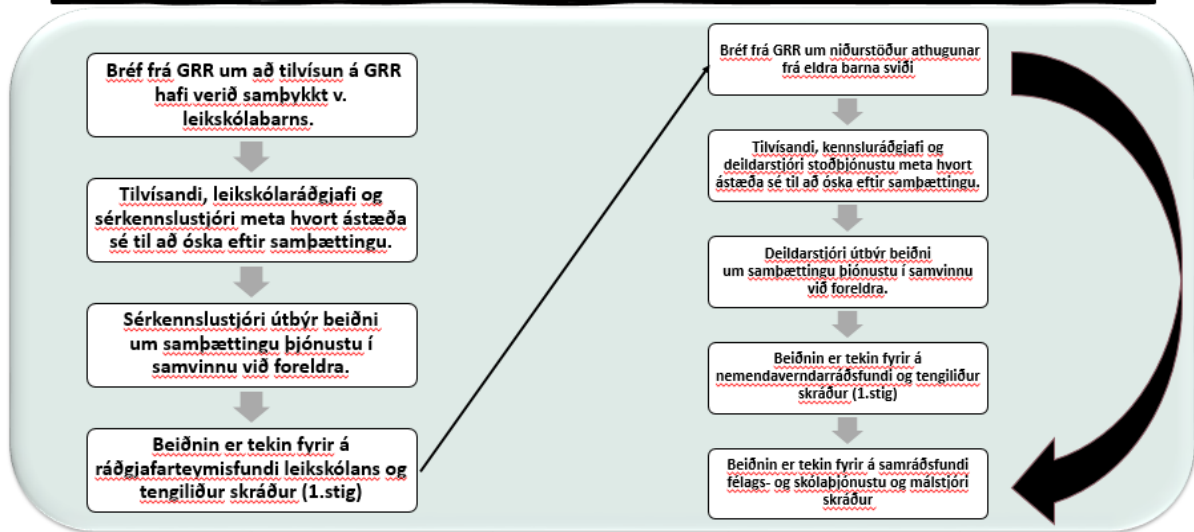 Bréf frá GRR um að tilvísun á GRR
hafi verið samþykkt v.
leikskólabarns.
Tilvísandi, leikskólaráðgjafi og
sérkennslustjóri meta hvort ástæða
sé til að óska eftir samþættingu.
Sérkennslustjóri útbýr beiðni
um samþættingu þjónustu í
samvinnu við foreldra.
Beiðnin er tekin fyrir á
ráðgjafarteymisfundi leikskólans og
tengiliður skráður (1.stig)
Bréf frá GRR um niðurstöður athugunar
frá eldra barna sviði
Tilvísandi, kennsluráðgjafi og
deildarstjóri stoðþjónustu meta hvort
ástæða sé til að óska eftir samþættingu.
Deildarstjóri útbýr beiðni
um samþættingu þjónustu í samvinnu
við foreldra.
Beiðnin er tekin fyrir á
nemendaverndarráðsfundi og tengiliður
skráður (1.stig)
Beiðnin er tekin fyrir á samráðsfundi
félags- og skólaþjónustu og málstjóri
skráður